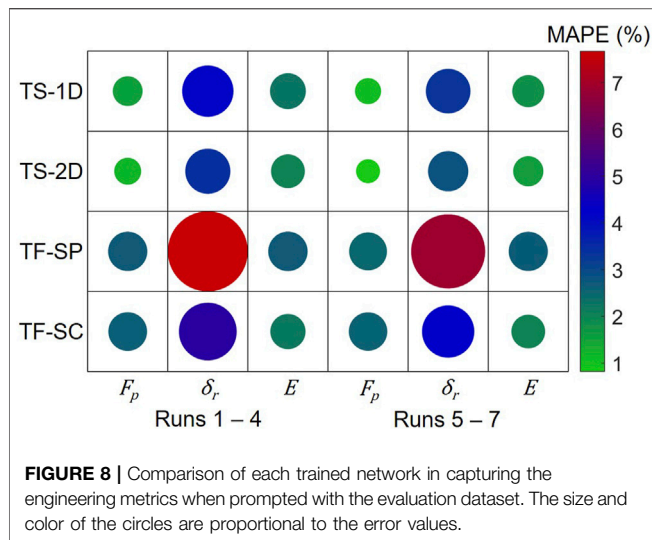 MAPE (%)
TS-1D
TS-2D
TF-SP
TF-SC
7
6
5
4
3
2
1
Fp δr E Fp δr E
Runs 1 – 4 Runs 5 – 7
FIGURE 8 | Comparison of each trained network in capturing the
engineering metrics when prompted with the evaluation dataset. The size and
color of the circles are proportional to the error values.